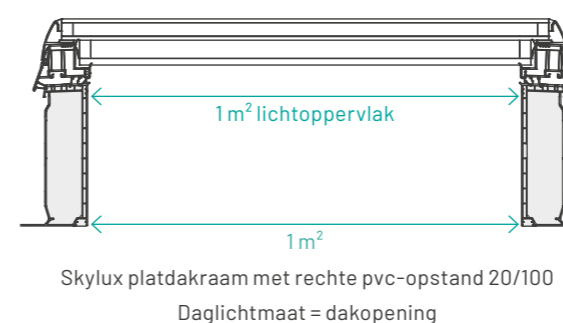 1 m² lichtoppervlak
1 m²
Skylux platdakraam met rechte pvc-opstand 20/100
Daglichtmaat = dakopening